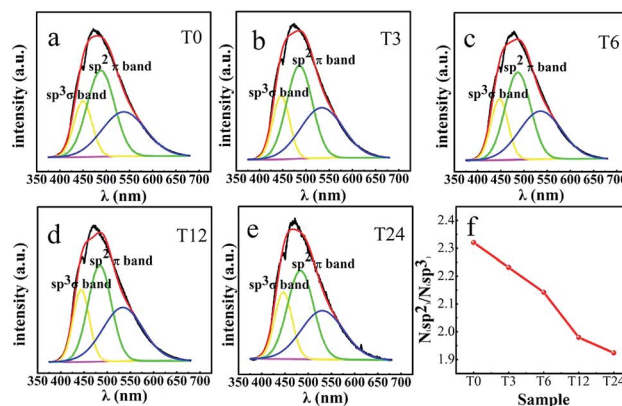 a T0
sp² π band
sp³σ band
intensity (a.u.)
350 400 450 500 550 600 650 700
λ (nm)
b T3
sp² π band
sp³σ band
intensity (a.u.)
350 400 450 500 550 600 650 700
λ (nm)
c T6
sp² π band
sp³σ band
intensity (a.u.)
350 400 450 500 550 600 650 700
λ (nm)
d T12
sp² π band
sp³σ band
intensity (a.u.)
350 400 450 500 550 600 650 700
λ (nm)
e T24
sp² π band
sp³σ band
intensity (a.u.)
350 400 450 500 550 600 650 700
λ (nm)
f
2.4
2.3
2.2
2.1
2.0
1.9
N(sp²)/N(sp³)
T0 T3 T6 T12 T24
Sample